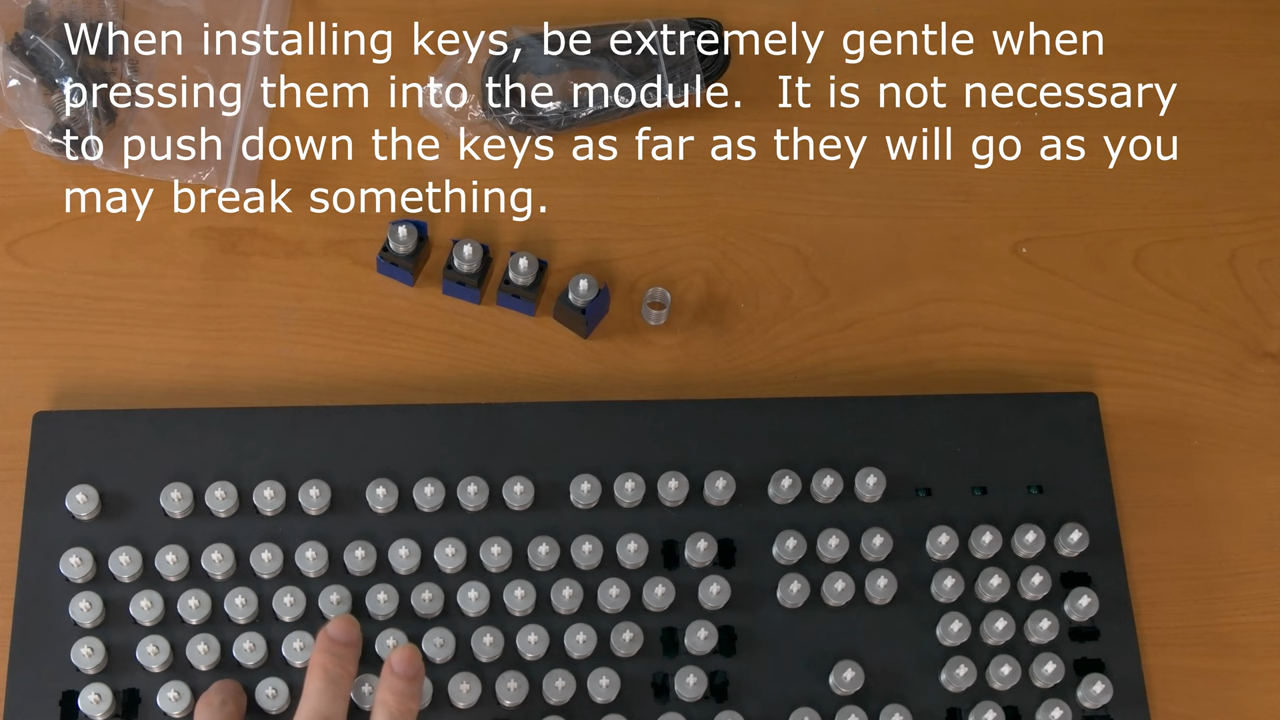 When installing keys, be extremely gentle when
pressing them into the module.  It is not necessary
to push down the keys as far as they will go as you
may break something.